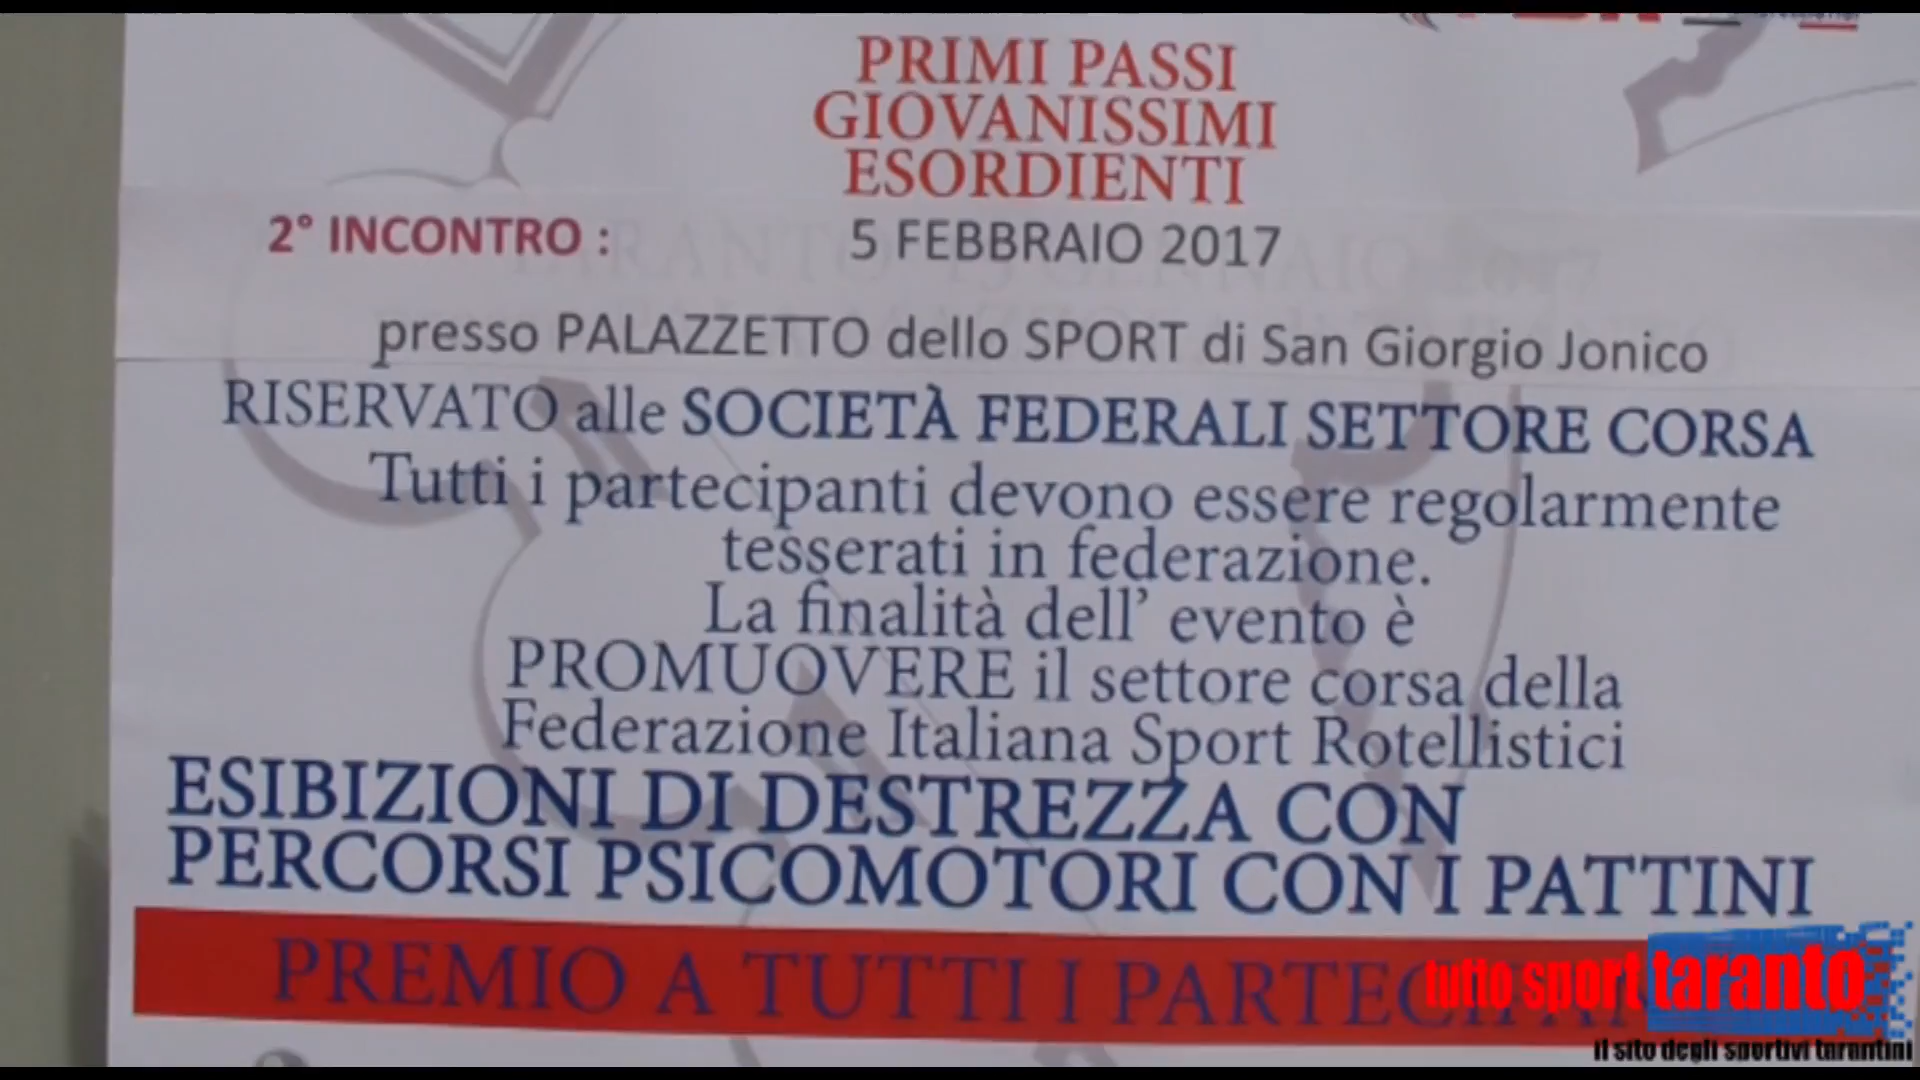 PRIMI PASSI
GIOVANISSIMI
ESORDIENTI
2° INCONTRO : 5 FEBBRAIO 2017
presso PALAZZETTO dello SPORT di San Giorgio Jonico
RISERVATO alle SOCIETÀ FEDERALI SETTORE CORSA
Tutti i partecipanti devono essere regolarmente
tesserati in federazione.
La finalità dell' evento è
PROMUOVERE il settore corsa della
Federazione Italiana Sport Rotellistici
ESIBIZIONI DI DESTREZZA CON
PERCORSI PSICOMOTORI CON I PATTINI
PREMIO A TUTTI I
tutto sport taranto
il sito degli sportivi tarantini